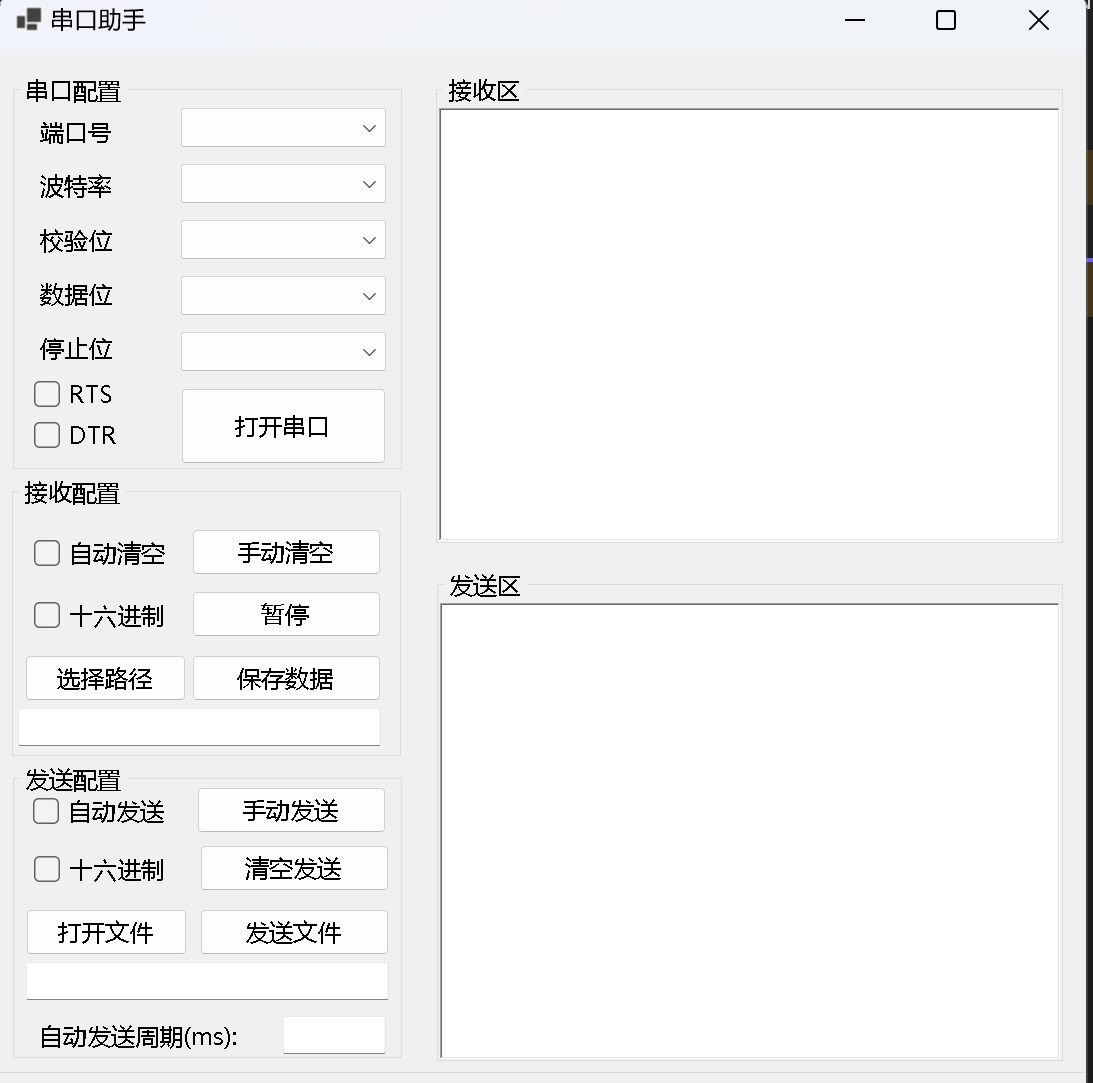 串口助手
串口配置
端口号
波特率
校验位
数据位
停止位
RTS
DTR
打开串口
接收配置
自动清空
手动清空
十六进制
暂停
选择路径
保存数据
发送配置
自动发送
手动发送
十六进制
清空发送
打开文件
发送文件
自动发送周期(ms):
接收区
发送区